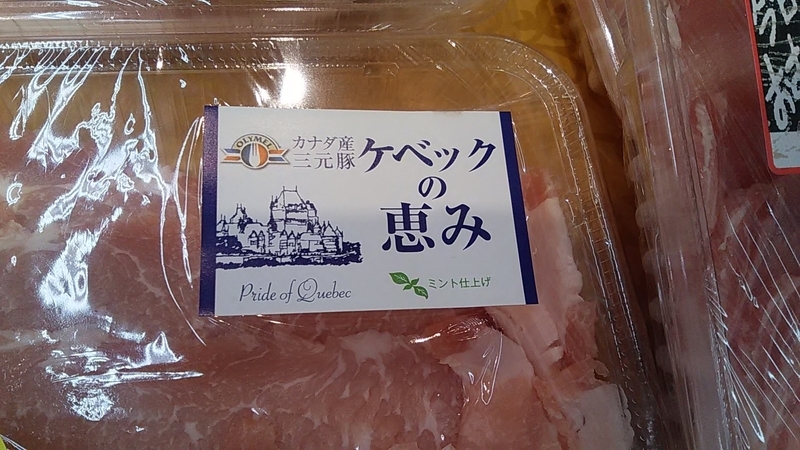 OLYMEL
カナダ産
三元豚
ケベック
の
恵み
Pride of Quebec
ミント仕上げ